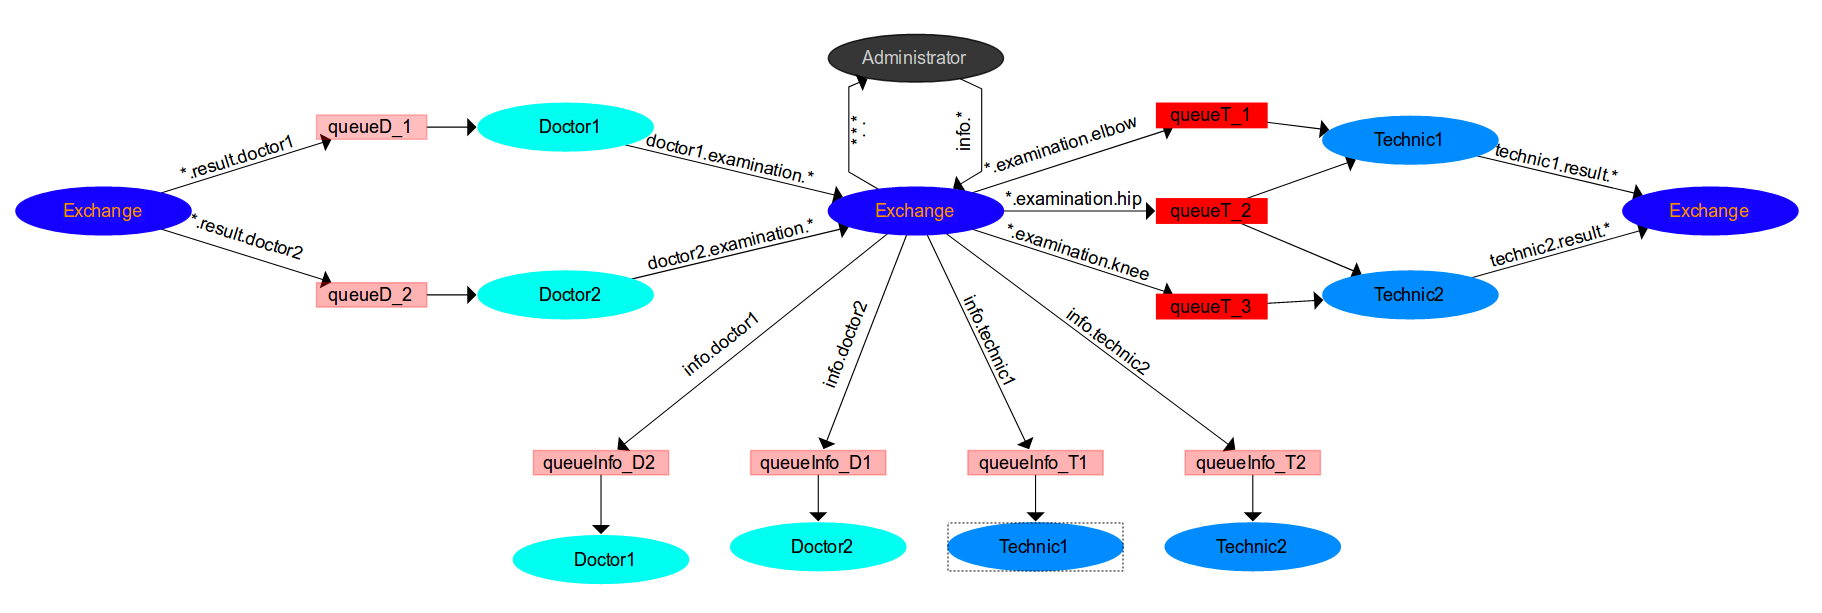 Administrator
*.*.*
info.*
queueD_1
Doctor1
*.result.doctor1
doctor1.examination.*
*.examination.elbow
queueT_1
Technic1
technic1.result.*
Exchange
Exchange
*.examination.hip
queueT_2
Exchange
*.result.doctor2
doctor2.examination.*
*.examination.knee
technic2.result.*
queueD_2
Doctor2
queueT_3
Technic2
info.doctor1
info.doctor2
info.technic1
info.technic2
queueInfo_D2
queueInfo_D1
queueInfo_T1
queueInfo_T2
Doctor1
Doctor2
Technic1
Technic2